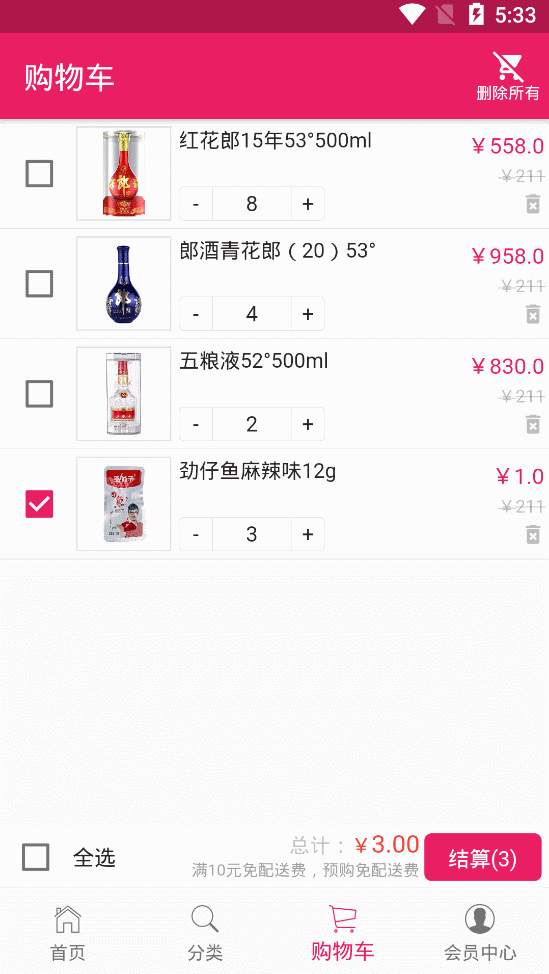 5:33
购物车
删除所有
红花郎15年53°500ml
￥558.0
￥211
- 8 +
郎酒青花郎（20）53°
￥958.0
￥211
- 4 +
五粮液52°500ml
￥830.0
￥211
- 2 +
劲仔鱼麻辣味12g
￥1.0
￥211
- 3 +
全选
总计：￥3.00
满10元免配送费，预购免配送费
结算(3)
首页
分类
购物车
会员中心